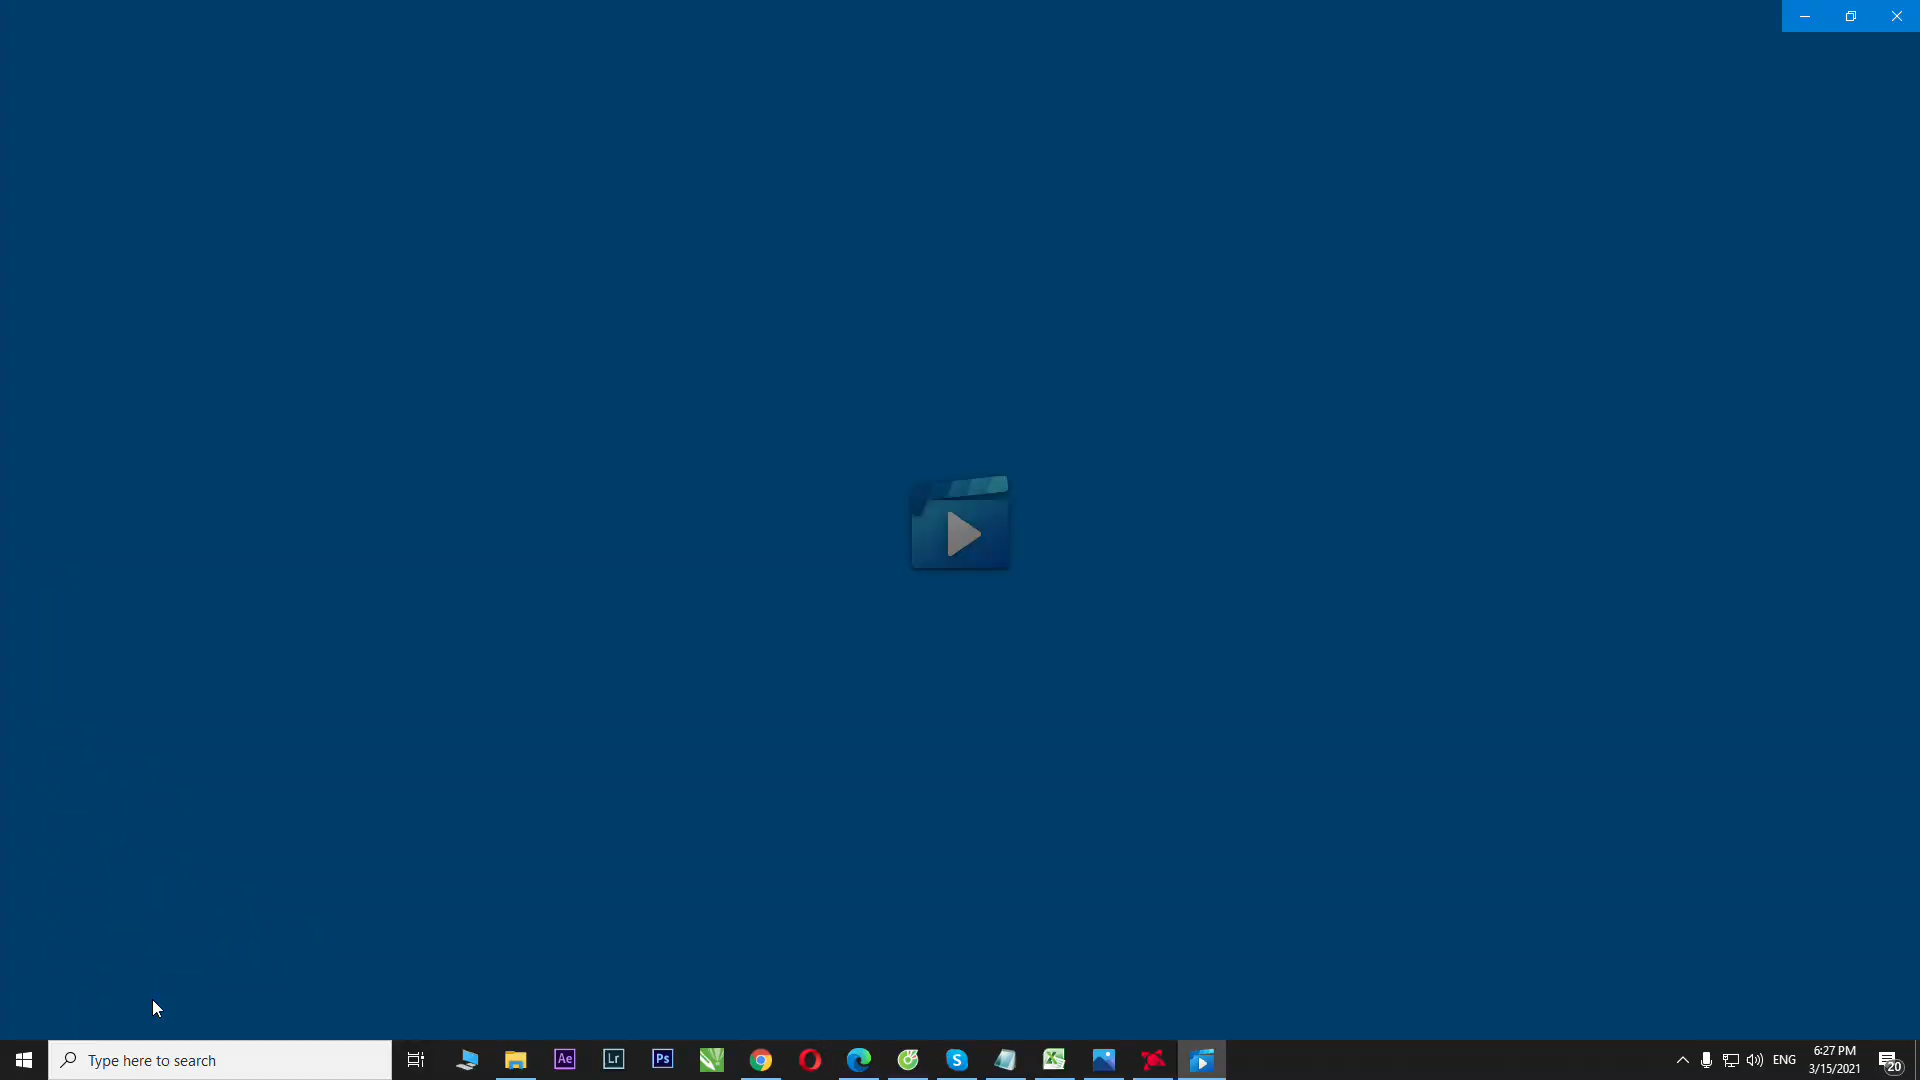 Type here to search
Ae
Lr
Ps
S
X
ENG
6:27 PM
3/15/2021
20